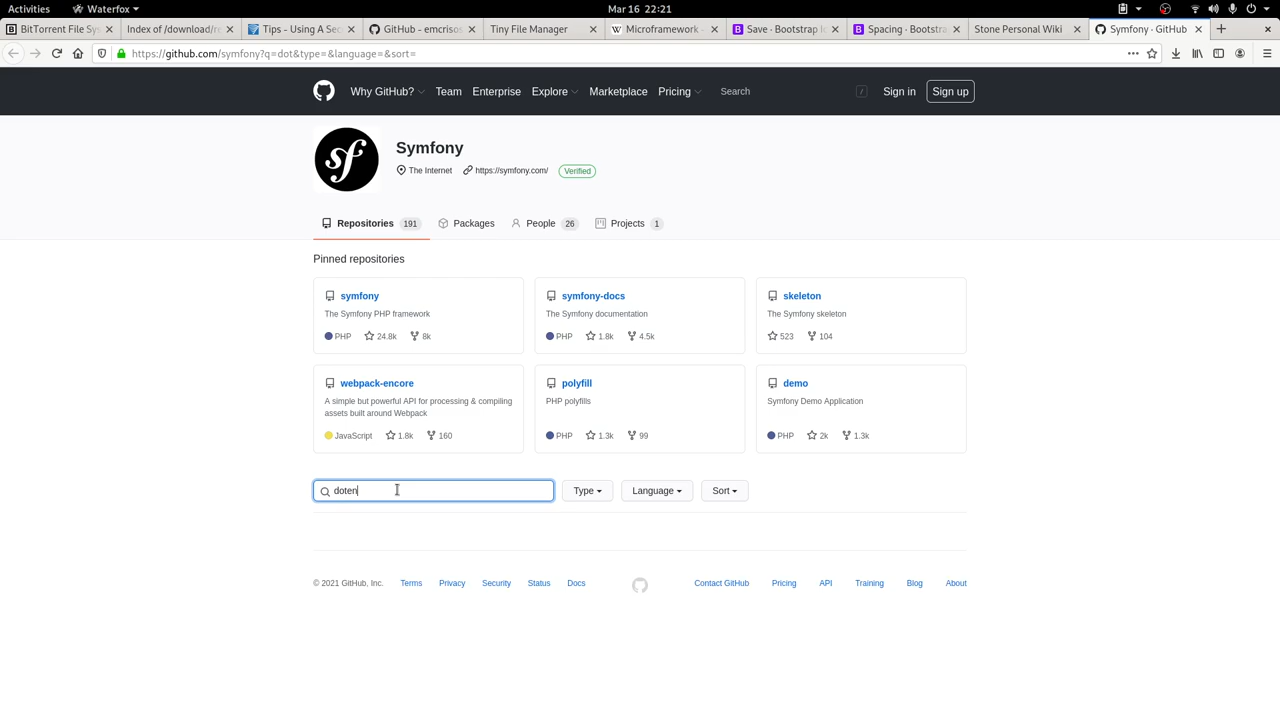 Activities Waterfox Mar 16 22:21
BitTorrent File Sys Index of /download/re Tips - Using A Sec GitHub - emcrisos Tiny File Manager Microframework - Save · Bootstrap Ic Spacing · Bootstra Stone Personal Wiki Symfony · GitHub
https://github.com/symfony?q=dot&type=&language=&sort=
Why GitHub? Team Enterprise Explore Marketplace Pricing Search / Sign in Sign up
sf
Symfony
The Internet https://symfony.com/ Verified
Repositories 191 Packages People 26 Projects 1
Pinned repositories
symfony
The Symfony PHP framework
PHP 24.8k 8k
symfony-docs
The Symfony documentation
PHP 1.8k 4.5k
skeleton
The Symfony skeleton
523 104
webpack-encore
A simple but powerful API for processing & compiling
assets built around Webpack
JavaScript 1.8k 160
polyfill
PHP polyfills
PHP 1.3k 99
demo
Symfony Demo Application
PHP 2k 1.3k
doten Type Language Sort
© 2021 GitHub, Inc. Terms Privacy Security Status Docs Contact GitHub Pricing API Training Blog About